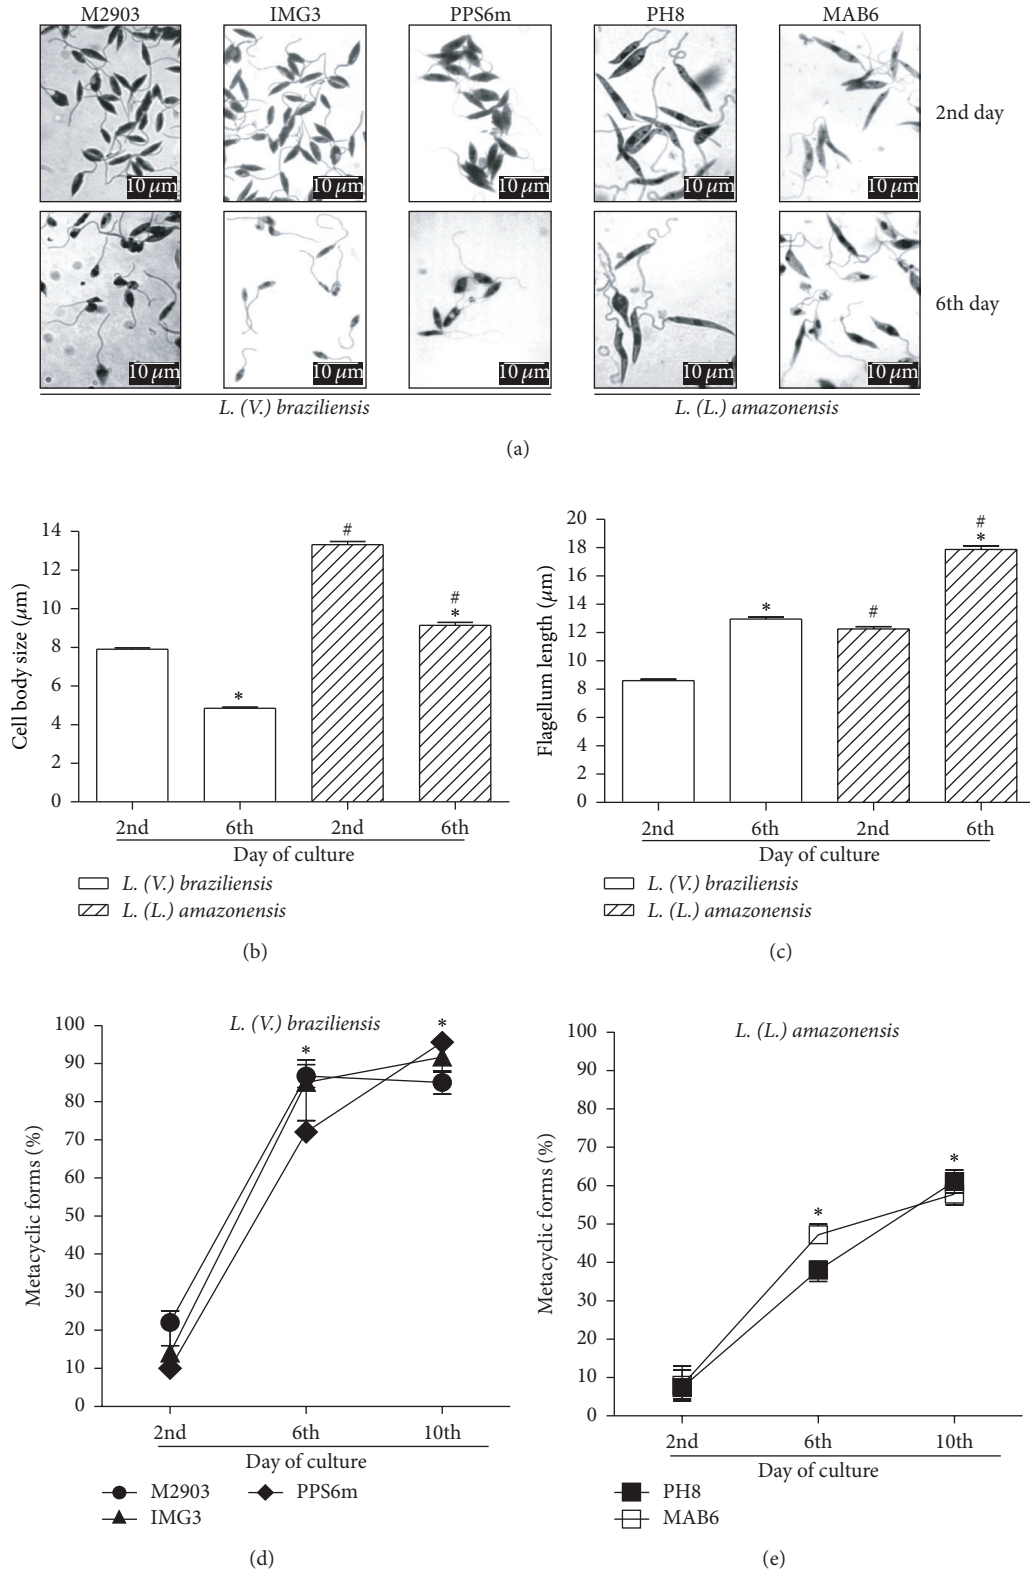 M2903 IMG3 PPS6m PH8 MAB6
10 μm 10 μm 10 μm 10 μm 10 μm
2nd day
10 μm 10 μm 10 μm 10 μm 10 μm
6th day
L. (V.) braziliensis L. (L.) amazonensis
(a)
Cell body size (μm)
14
12
10
8
6
4
2
0
*
#
#
*
2nd 6th 2nd 6th
Day of culture
L. (V.) braziliensis
L. (L.) amazonensis
(b)
Flagellum length (μm)
20
18
16
14
12
10
8
6
4
2
0
*
#
#
*
2nd 6th 2nd 6th
Day of culture
L. (V.) braziliensis
L. (L.) amazonensis
(c)
L. (V.) braziliensis
Metacyclic forms (%)
100
90
80
70
60
50
40
30
20
10
0
*
*
2nd 6th 10th
Day of culture
M2903 PPS6m
IMG3
(d)
L. (L.) amazonensis
Metacyclic forms (%)
100
90
80
70
60
50
40
30
20
10
0
*
*
2nd 6th 10th
Day of culture
PH8
MAB6
(e)